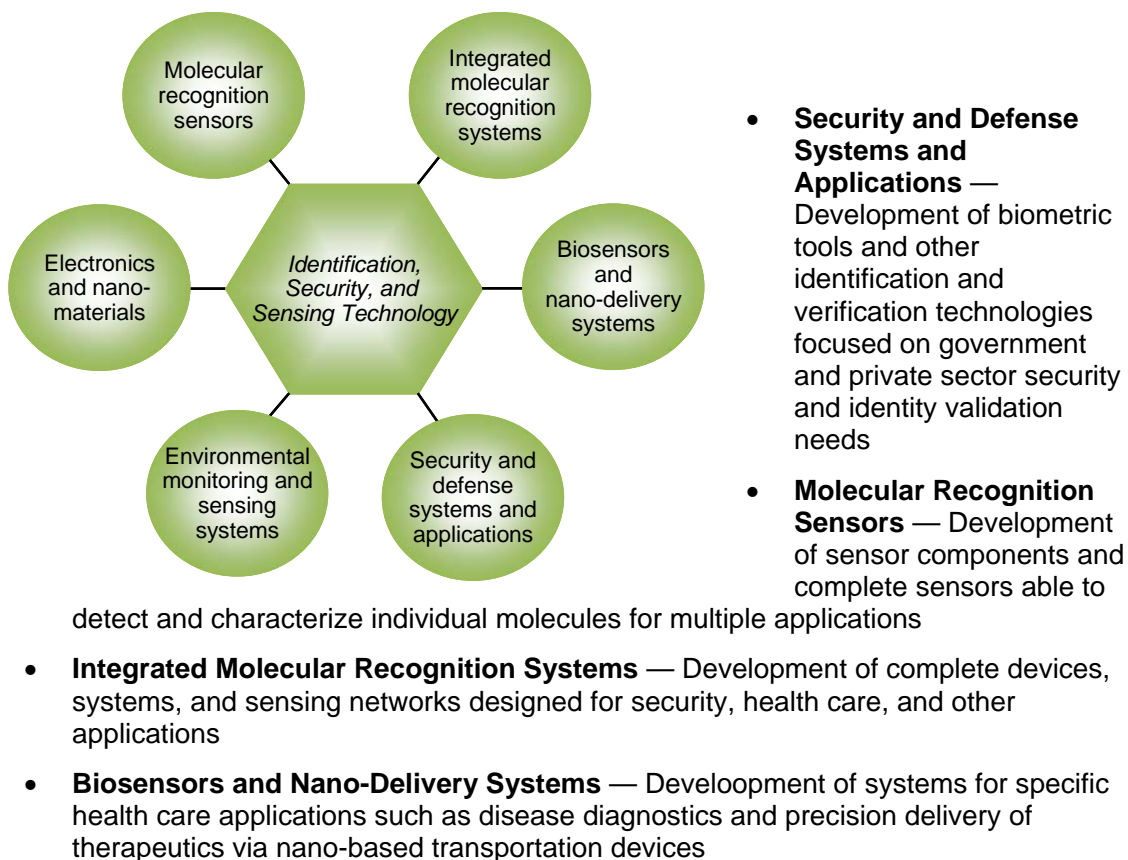 Molecular
recognition
sensors
Integrated
molecular
recognition
systems
Electronics
and nano-
materials
Identification,
Security, and
Sensing Technology
Biosensors
and
nano-delivery
systems
Environmental
monitoring and
sensing
systems
Security and
defense
systems and
applications
• Security and Defense
Systems and
Applications —
Development of biometric
tools and other
identification and
verification technologies
focused on government
and private sector security
and identity validation
needs
• Molecular Recognition
Sensors — Development
of sensor components and
complete sensors able to
detect and characterize individual molecules for multiple applications
• Integrated Molecular Recognition Systems — Development of complete devices,
systems, and sensing networks designed for security, health care, and other
applications
• Biosensors and Nano-Delivery Systems — Develoopment of systems for specific
health care applications such as disease diagnostics and precision delivery of
therapeutics via nano-based transportation devices